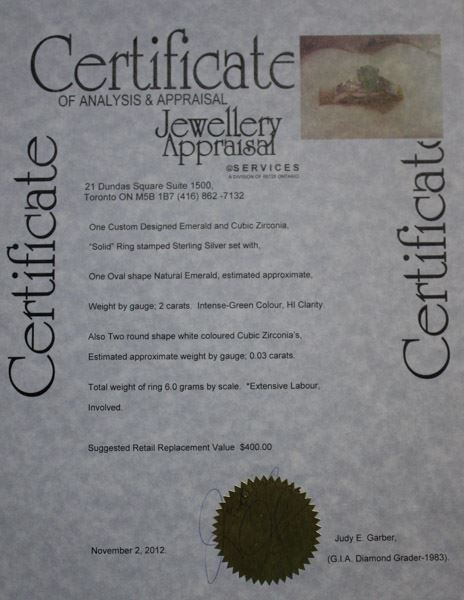 Certificate
OF ANALYSIS & APPRAISAL
Jewellery
Appraisal
SERVICES
A DIVISION OF
21 Dundas Square Suite 1500,
Toronto ON M5B 1B7 (416) 862 -7132
Certificate
Certificate
One Custom Designed Emerald and Cubic Zirconia,
"Solid" Ring stamped Sterling Silver set with,
One Oval shape Natural Emerald, estimated approximate,
Weight by gauge; 2 carats. Intense-Green Colour, HI Clarity.
Also Two round shape white coloured Cubic Zirconia's,
Estimated approximate weight by gauge; 0.03 carats.
Total weight of ring 6.0 grams by scale. *Extensive Labour,
Involved.
Suggested Retail Replacement Value $400.00
November 2, 2012.
Judy E. Garber,
(G.I.A. Diamond Grader-1983).